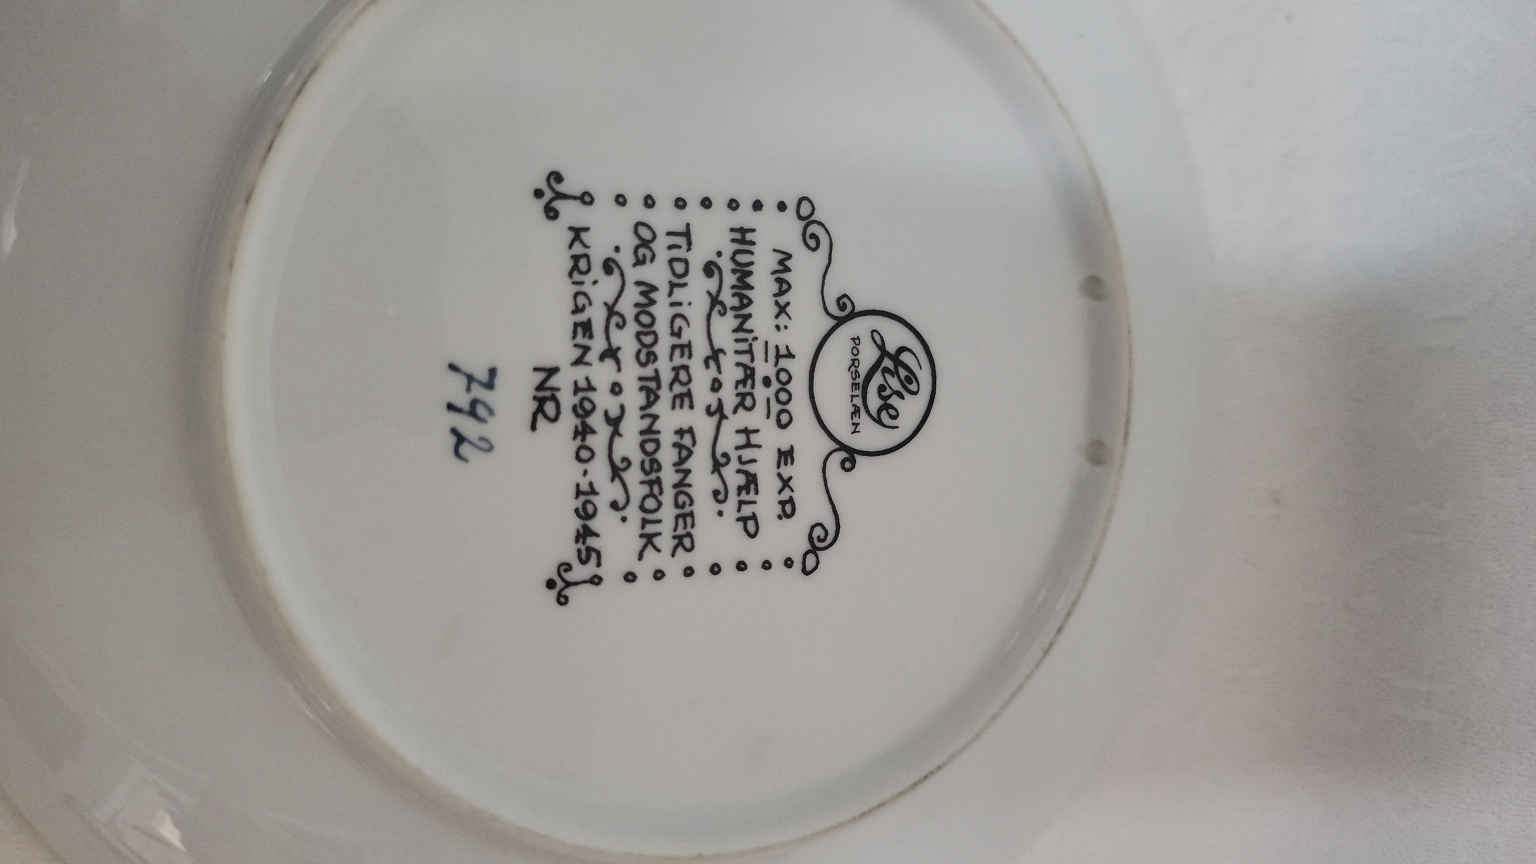 Lise
PORSELÆN
MAX: 1000 EXP.
HUMANITÆR HJÆLP
TIDLIGERE FANGER
OG MODSTANDSFOLK
KRIGEN 1940-1945
NR
792